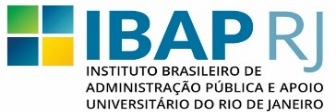 IBAP RJ
INSTITUTO BRASILEIRO DE
ADMINISTRAÇÃO PÚBLICA E APOIO
UNIVERSITÁRIO DO RIO DE JANEIRO